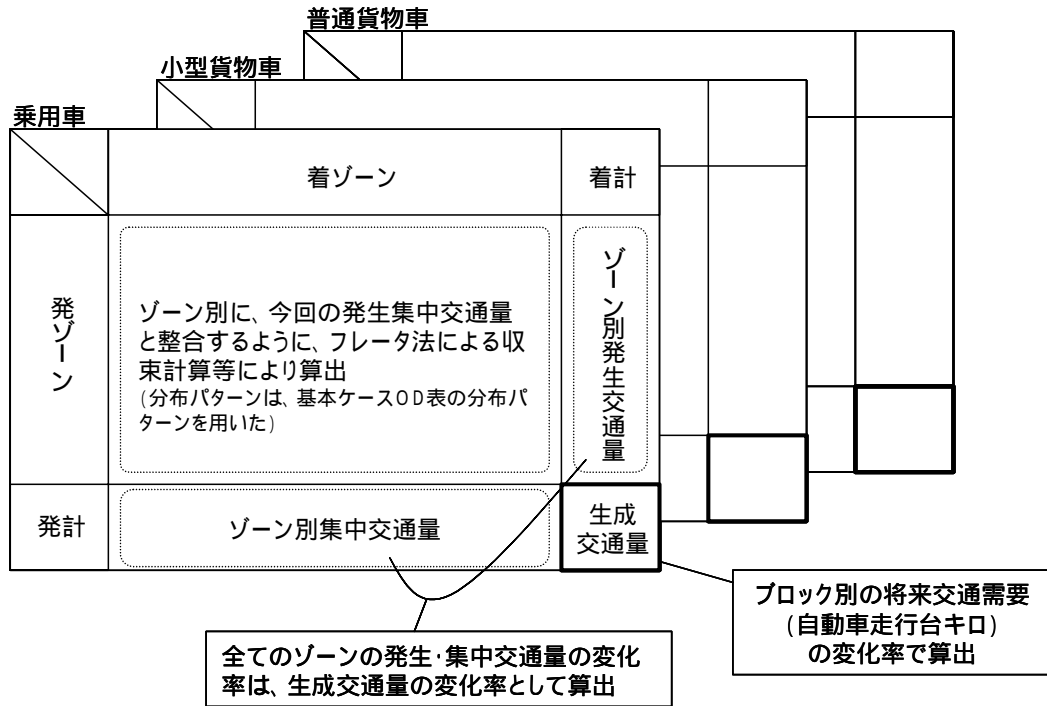 普通貨物車
小型貨物車
乗用車
着ゾーン
着計
発ゾーン
ゾーン別に、今回の発生集中交通量
と整合するように、フレータ法による収
束計算等により算出
(分布パターンは、基本ケースOD表の分布パ
ターンを用いた)
ゾーン別発生交通量
発計
ゾーン別集中交通量
生成
交通量
ブロック別の将来交通需要
(自動車走行台キロ)
の変化率で算出
全てのゾーンの発生・集中交通量の変化
率は、生成交通量の変化率として算出